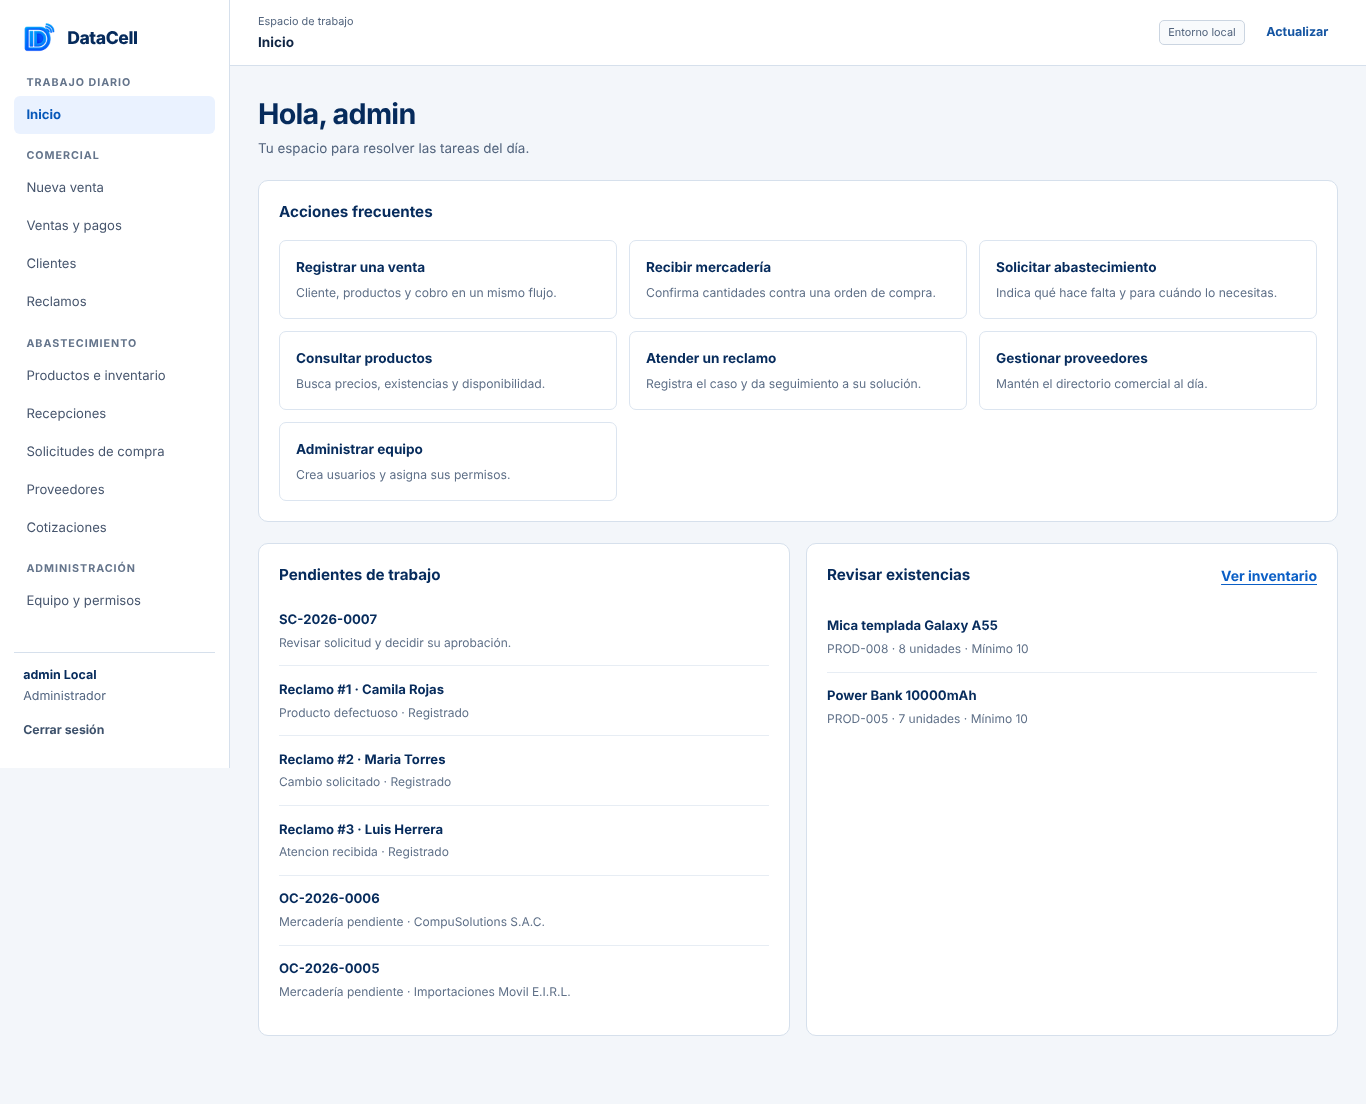 DataCell
TRABAJO DIARIO
Inicio
COMERCIAL
Nueva venta
Ventas y pagos
Clientes
Reclamos
ABASTECIMIENTO
Productos e inventario
Recepciones
Solicitudes de compra
Proveedores
Cotizaciones
ADMINISTRACIÓN
Equipo y permisos
admin Local
Administrador
Cerrar sesión
Espacio de trabajo
Inicio
Entorno local
Actualizar
Hola, admin
Tu espacio para resolver las tareas del día.
Acciones frecuentes
Registrar una venta
Cliente, productos y cobro en un mismo flujo.
Recibir mercadería
Confirma cantidades contra una orden de compra.
Solicitar abastecimiento
Indica qué hace falta y para cuándo lo necesitas.
Consultar productos
Busca precios, existencias y disponibilidad.
Atender un reclamo
Registra el caso y da seguimiento a su solución.
Gestionar proveedores
Mantén el directorio comercial al día.
Administrar equipo
Crea usuarios y asigna sus permisos.
Pendientes de trabajo
SC-2026-0007
Revisar solicitud y decidir su aprobación.
Reclamo #1 · Camila Rojas
Producto defectuoso · Registrado
Reclamo #2 · Maria Torres
Cambio solicitado · Registrado
Reclamo #3 · Luis Herrera
Atencion recibida · Registrado
OC-2026-0006
Mercadería pendiente · CompuSolutions S.A.C.
OC-2026-0005
Mercadería pendiente · Importaciones Movil E.I.R.L.
Revisar existencias
Ver inventario
Mica templada Galaxy A55
PROD-008 · 8 unidades · Mínimo 10
Power Bank 10000mAh
PROD-005 · 7 unidades · Mínimo 10